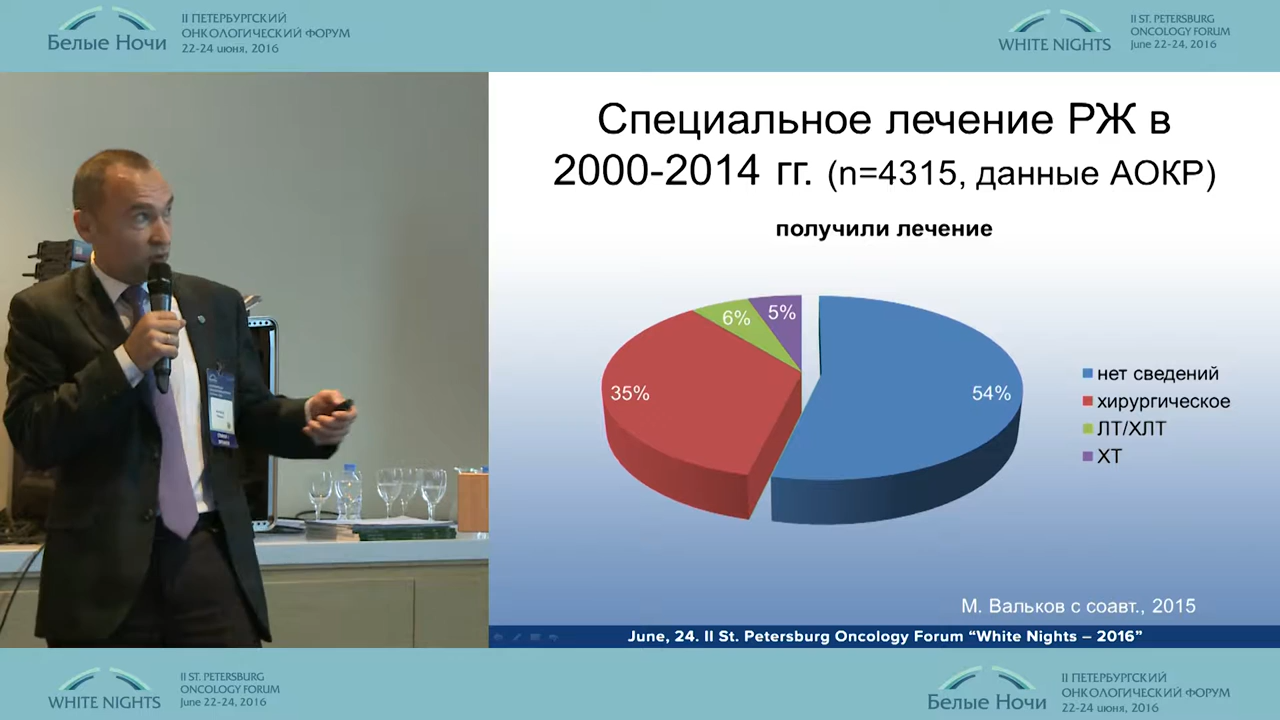 Белые Ночи
II ПЕТЕРБУРГСКИЙ
ОНКОЛОГИЧЕСКИЙ ФОРУМ
22-24 июня, 2016
WHITE NIGHTS
II ST. PETERSBURG
ONCOLOGY FORUM
June 22-24, 2016
Специальное лечение РЖ в
2000-2014 гг. (n=4315, данные АОКР)
получили лечение
6%
5%
35%
54%
нет сведений
хирургическое
ЛТ/ХЛТ
ХТ
М. Вальков с соавт., 2015
June, 24. II St. Petersburg Oncology Forum “White Nights – 2016”
WHITE NIGHTS
II ST. PETERSBURG
ONCOLOGY FORUM
June 22-24, 2016
Белые Ночи
II ПЕТЕРБУРГСКИЙ
ОНКОЛОГИЧЕСКИЙ ФОРУМ
22-24 июня, 2016